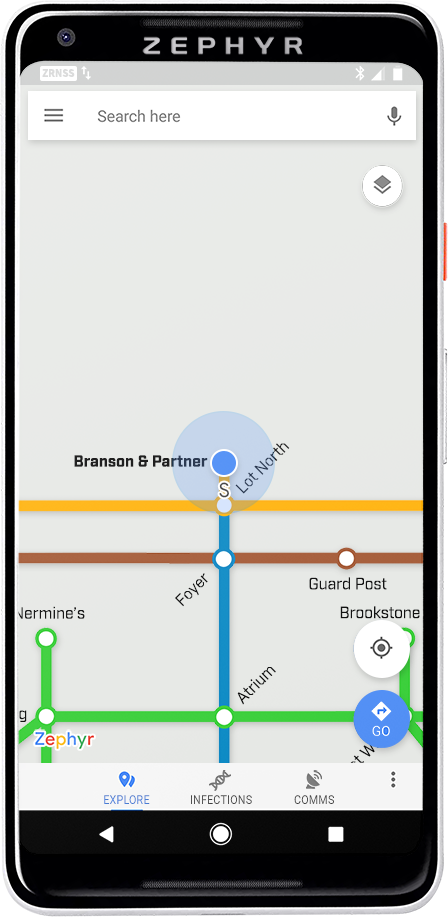 ZEPHYR
ZRNSS
Search here
Lot North
Branson & Partner
S
Foyer
Guard Post
Nermine's
Brookstone
Atrium
g
Zephyr
GO
st W
EXPLORE
INFECTIONS
COMMS